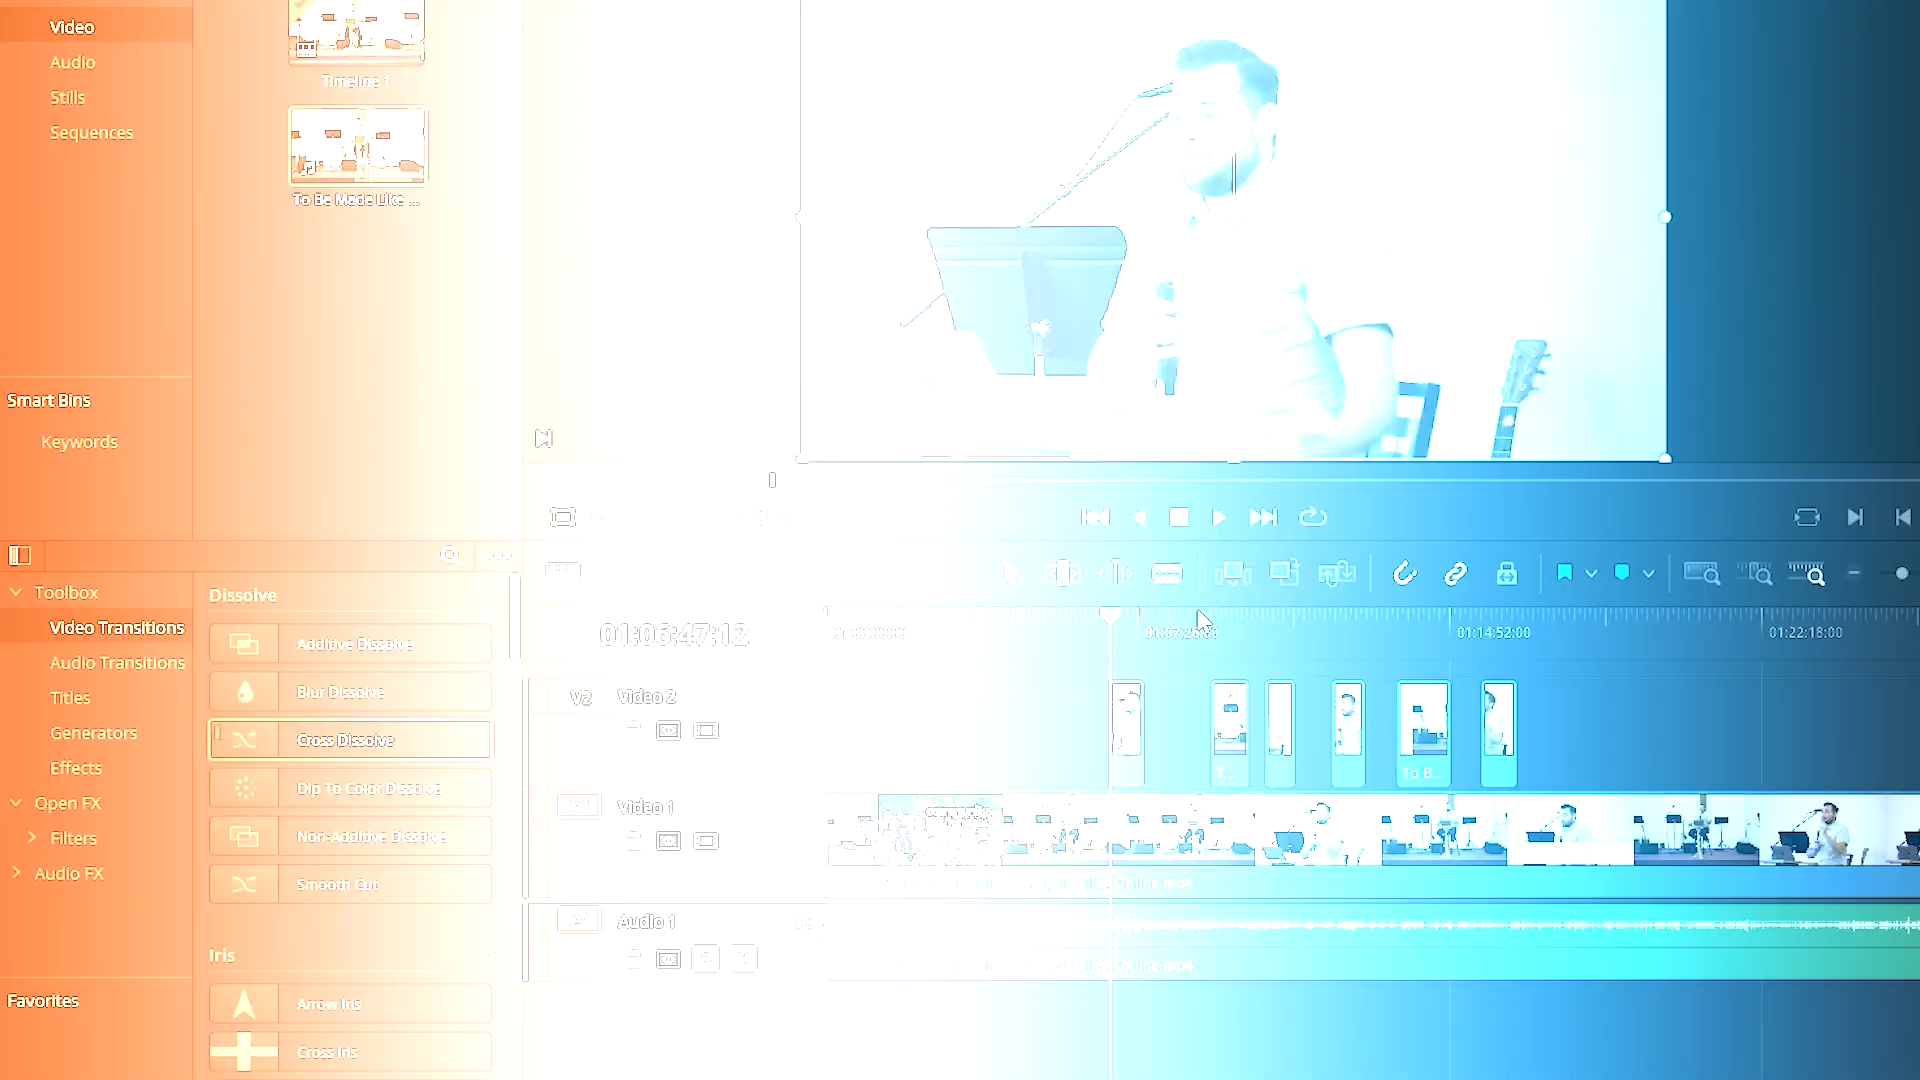 Video
Audio
Stills
Sequences
Timeline 1
To Be Made Like ...
Smart Bins
Keywords
Toolbox
Video Transitions
Audio Transitions
Titles
Generators
Effects
Open FX
Filters
Audio FX
Favorites
Dissolve
Additive Dissolve
Blur Dissolve
Cross Dissolve
Dip To Color Dissolve
Non-Additive Dissolve
Smooth Cut
Iris
Arrow Iris
Cross Iris
01:06:47:12
01:14:52:00
01:22:18:00
V2 Video 2
T...
To B...
Video 1
Audio 1